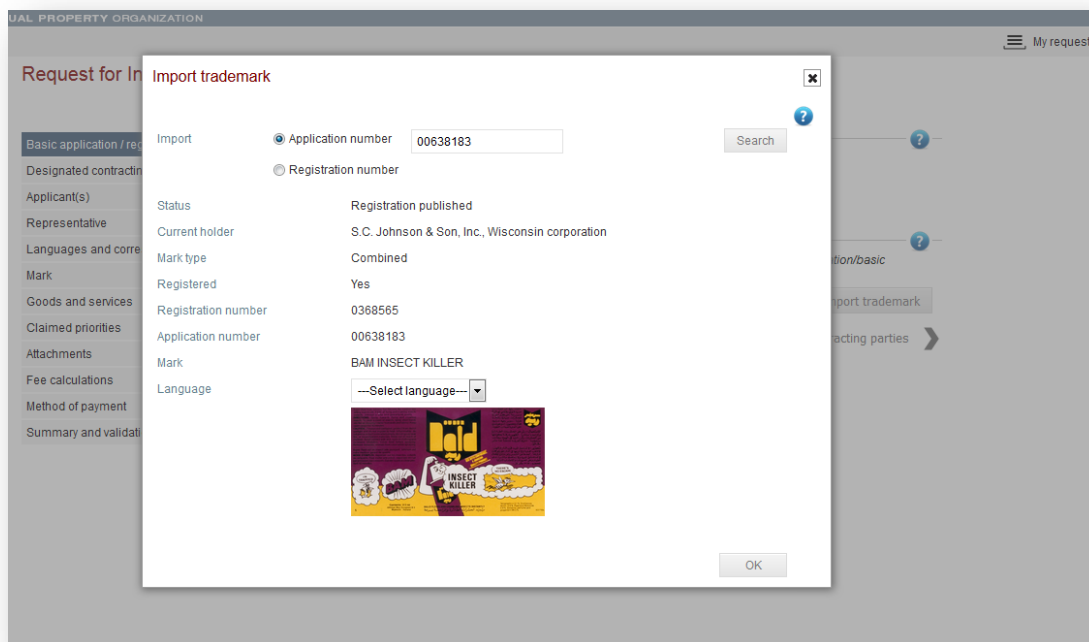 UAL PROPERTY ORGANIZATION
My request
Request for In
Import trademark
Import
Application number
00638183
Search
Registration number
Basic application / reg
Designated contractin
Applicant(s)
Representative
Languages and corre
Mark
Goods and services
Claimed priorities
Attachments
Fee calculations
Method of payment
Summary and validati
Status
Registration published
Current holder
S.C. Johnson & Son, Inc., Wisconsin corporation
Mark type
Combined
Registered
Yes
Registration number
0368565
Application number
00638183
Mark
BAM INSECT KILLER
Language
---Select language---
tion/basic
mport trademark
racting parties
Raid
BAM
INSECT
KILLER
OK